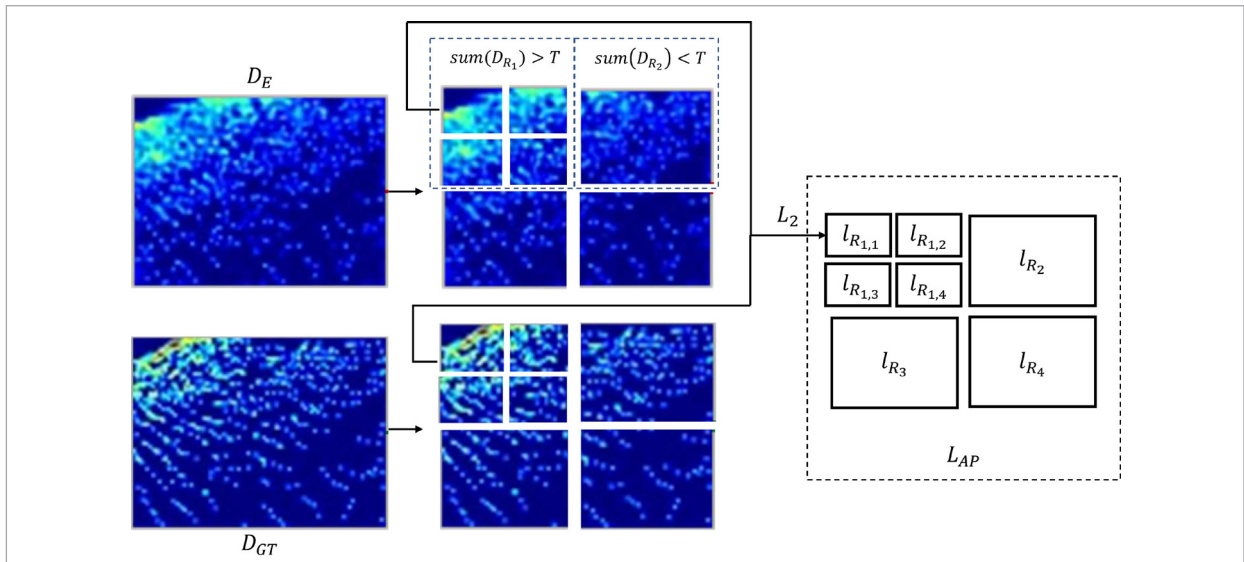 sum(D_{R_1}) > T
sum(D_{R_2}) < T
D_E
L_2
l_{R_{1,1}}
l_{R_{1,2}}
l_{R_2}
l_{R_{1,3}}
l_{R_{1,4}}
l_{R_3}
l_{R_4}
L_{AP}
D_{GT}